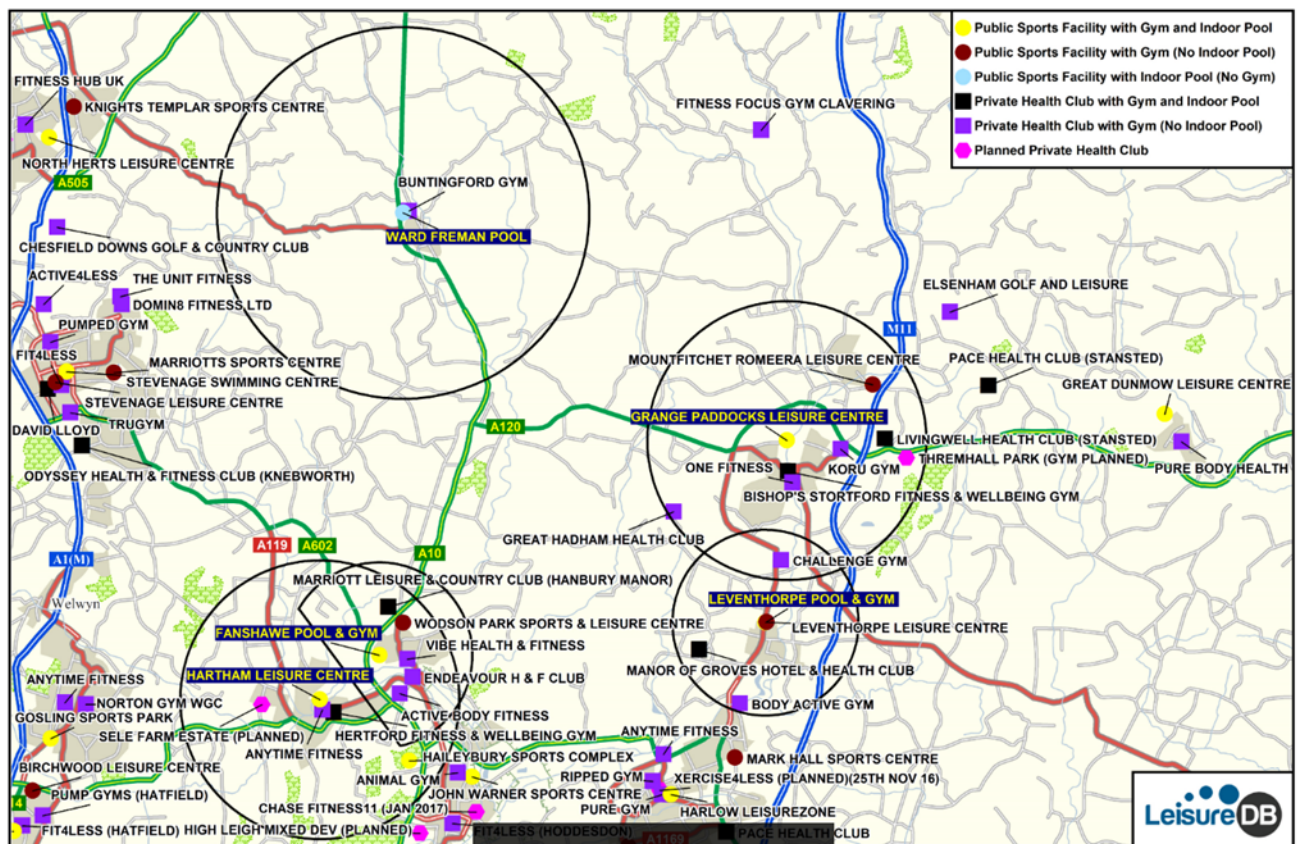 Public Sports Facility with Gym and Indoor Pool
Public Sports Facility with Gym (No Indoor Pool)
Public Sports Facility with Indoor Pool (No Gym)
Private Health Club with Gym and Indoor Pool
Private Health Club with Gym (No Indoor Pool)
Planned Private Health Club
FITNESS HUB UK
KNIGHTS TEMPLAR SPORTS CENTRE
FITNESS FOCUS GYM CLAVERING
NORTH HERTS LEISURE CENTRE
A505
BUNTINGFORD GYM
WARD FREMAN POOL
CHESFIELD DOWNS GOLF & COUNTRY CLUB
ACTIVE4LESS
THE UNIT FITNESS
DOMIN8 FITNESS LTD
ELSENHAM GOLF AND LEISURE
PUMPED GYM
M11
FIT4LESS
MARRIOTTS SPORTS CENTRE
MOUNTFITCHET ROMEERA LEISURE CENTRE
PACE HEALTH CLUB (STANSTED)
STEVENAGE SWIMMING CENTRE
GREAT DUNMOW LEISURE CENTRE
STEVENAGE LEISURE CENTRE
GRANGE PADDOCKS LEISURE CENTRE
DAVID LLOYD
TRUGYM
A120
LIVINGWELL HEALTH CLUB (STANSTED)
THREMHALL PARK (GYM PLANNED)
ODYSSEY HEALTH & FITNESS CLUB (KNEBWORTH)
ONE FITNESS
KORU GYM
PURE BODY HEALTH
BISHOP'S STORTFORD FITNESS & WELLBEING GYM
GREAT HADHAM HEALTH CLUB
A119
A602
A10
A1(M)
CHALLENGE GYM
MARRIOTT LEISURE & COUNTRY CLUB (HANBURY MANOR)
Welwyn
LEVENTHORPE POOL & GYM
WODSON PARK SPORTS & LEISURE CENTRE
LEVENTHORPE LEISURE CENTRE
FANSHAWE POOL & GYM
VIBE HEALTH & FITNESS
MANOR OF GROVES HOTEL & HEALTH CLUB
HARTHAM LEISURE CENTRE
ENDEAVOUR H & F CLUB
ANYTIME FITNESS
NORTON GYM WGC
BODY ACTIVE GYM
GOSLING SPORTS PARK
ACTIVE BODY FITNESS
SELE FARM ESTATE (PLANNED)
HERTFORD FITNESS & WELLBEING GYM
ANYTIME FITNESS
ANYTIME FITNESS
HAILEYBURY SPORTS COMPLEX
MARK HALL SPORTS CENTRE
BIRCHWOOD LEISURE CENTRE
ANIMAL GYM
RIPPED GYM
XERCISE4LESS (PLANNED)(25TH NOV 16)
PUMP GYMS (HATFIELD)
JOHN WARNER SPORTS CENTRE
14
CHASE FITNESS11 (JAN 2017)
PURE GYM
HARLOW LEISUREZONE
FIT4LESS (HATFIELD)
HIGH LEIGH MIXED DEV (PLANNED)
FIT4LESS (HODDESDON)
A1169
PACE HEALTH CLUB
LeisureDB